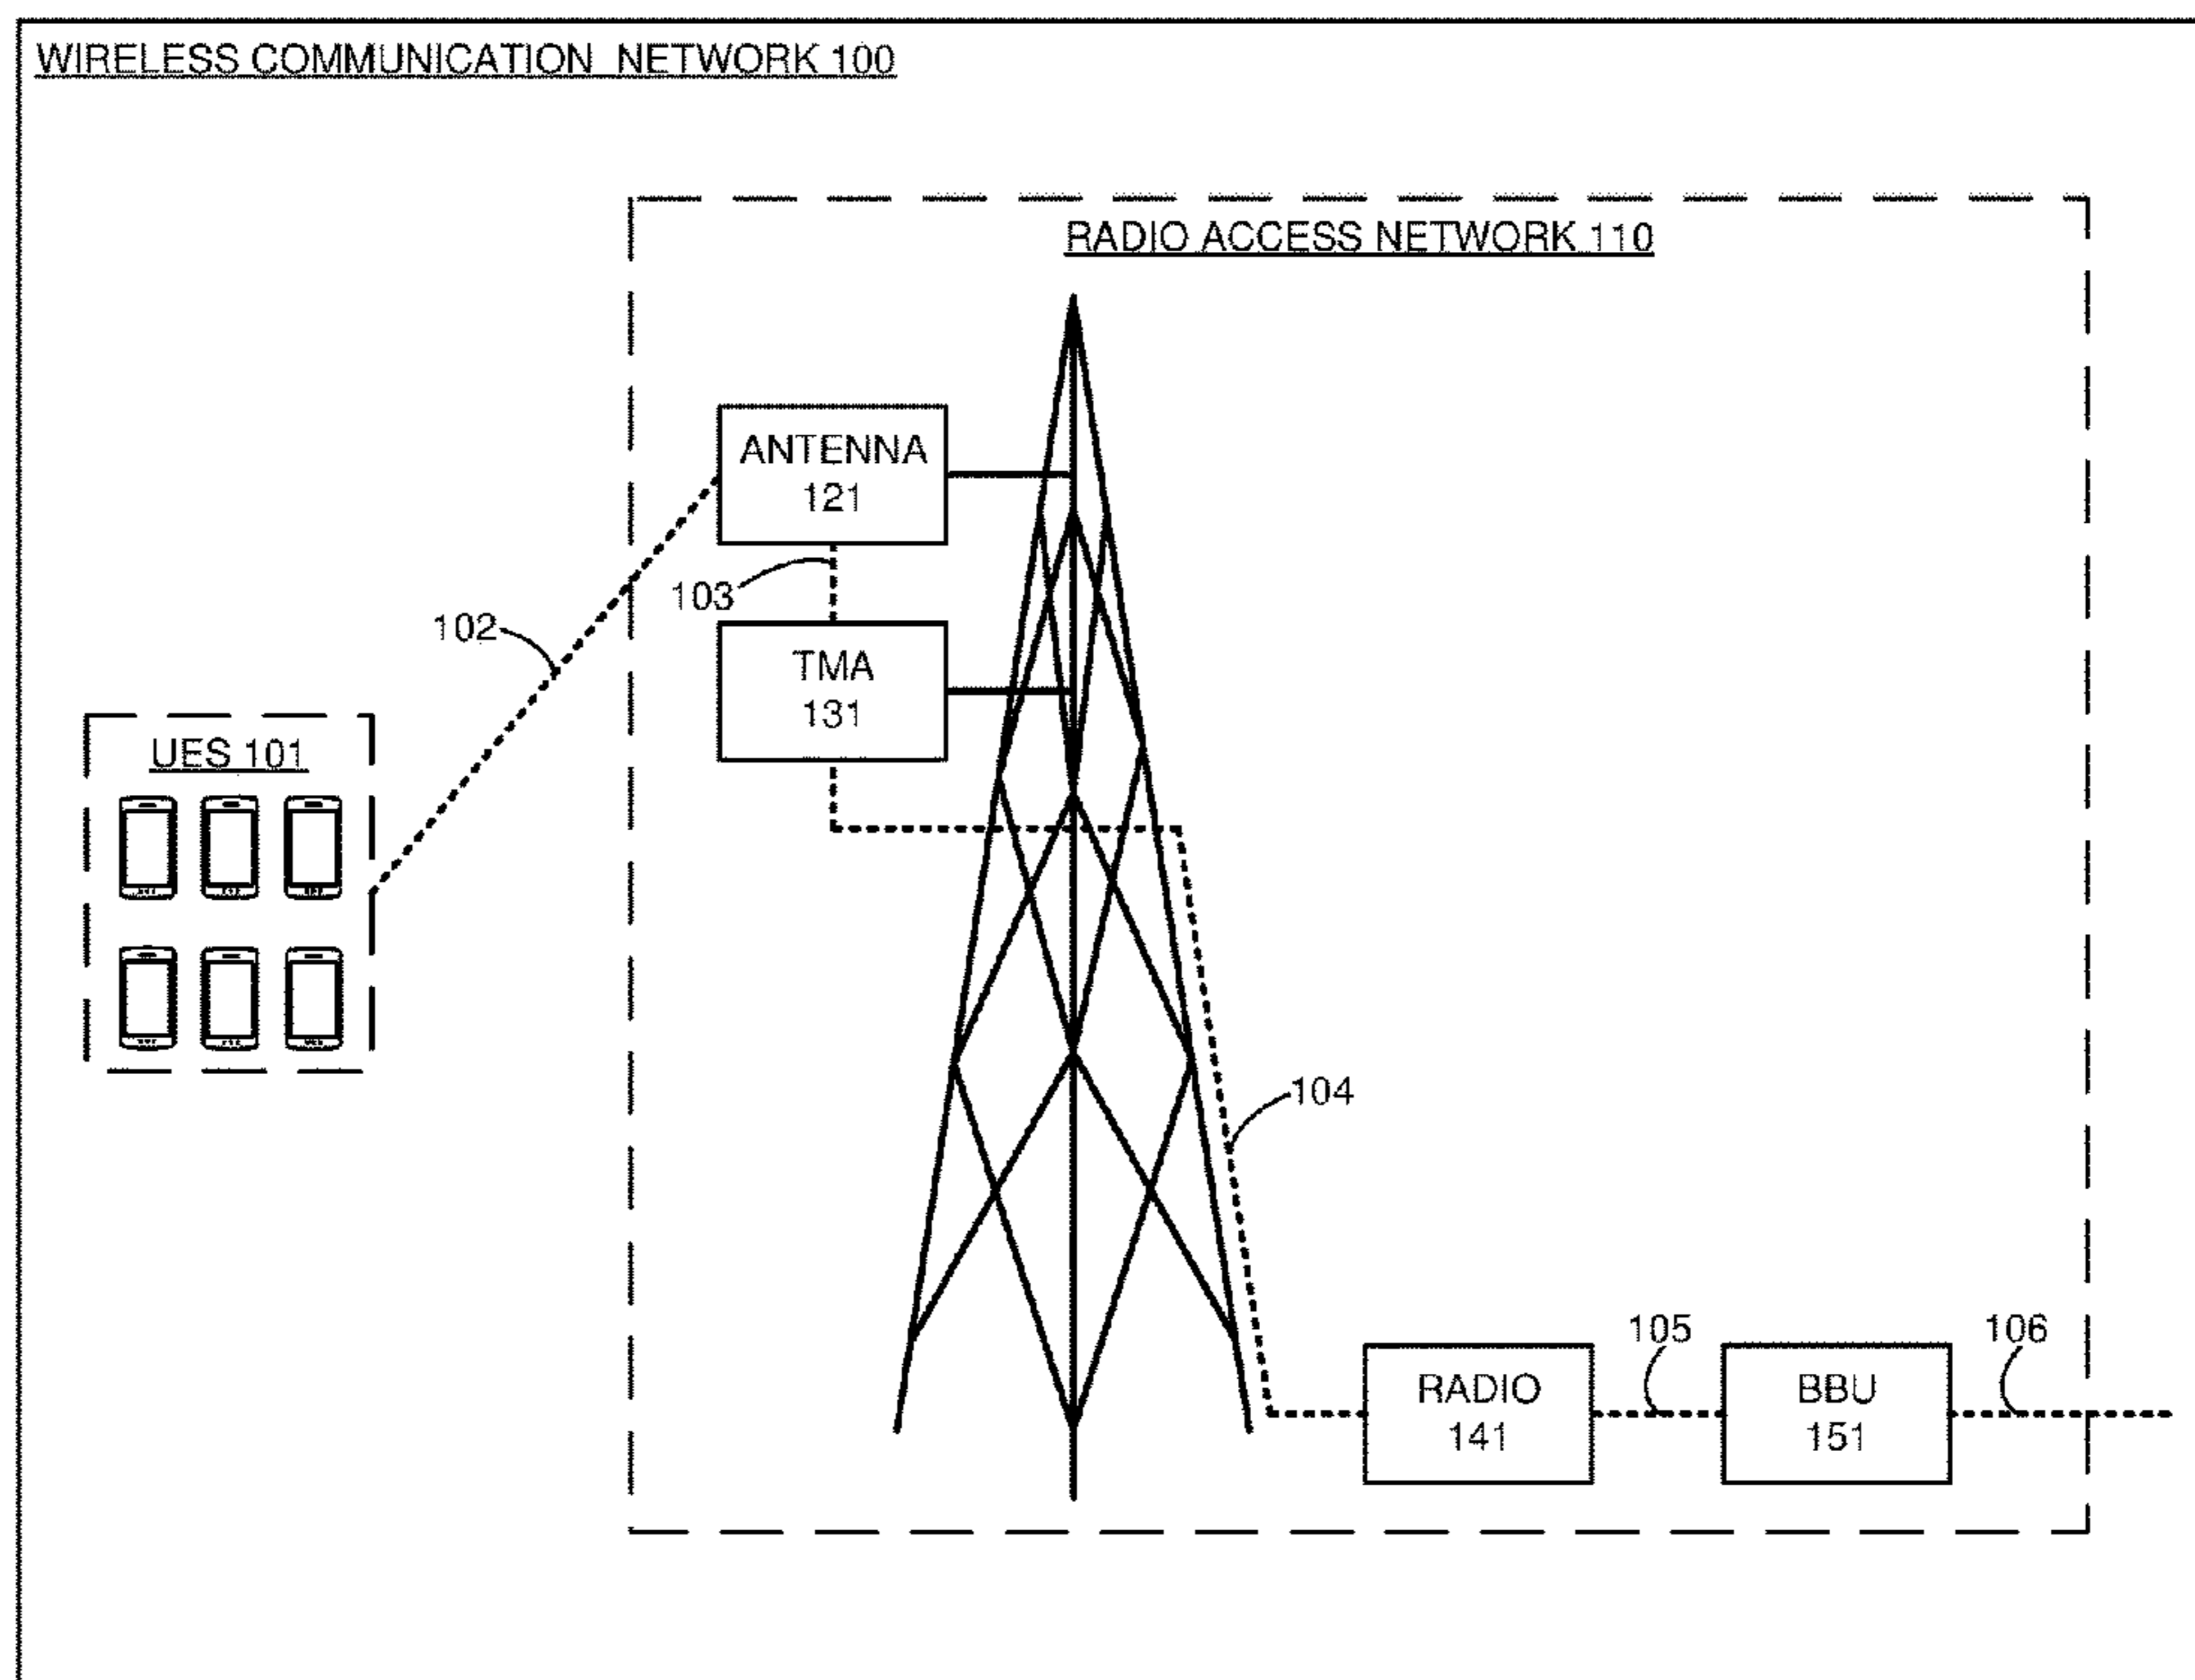 WIRELESS COMMUNICATION NETWORK 100
RADIO ACCESS NETWORK 110
ANTENNA
121
103
102
TMA
131
UES 101
104
105
106
RADIO
141
BBU
151